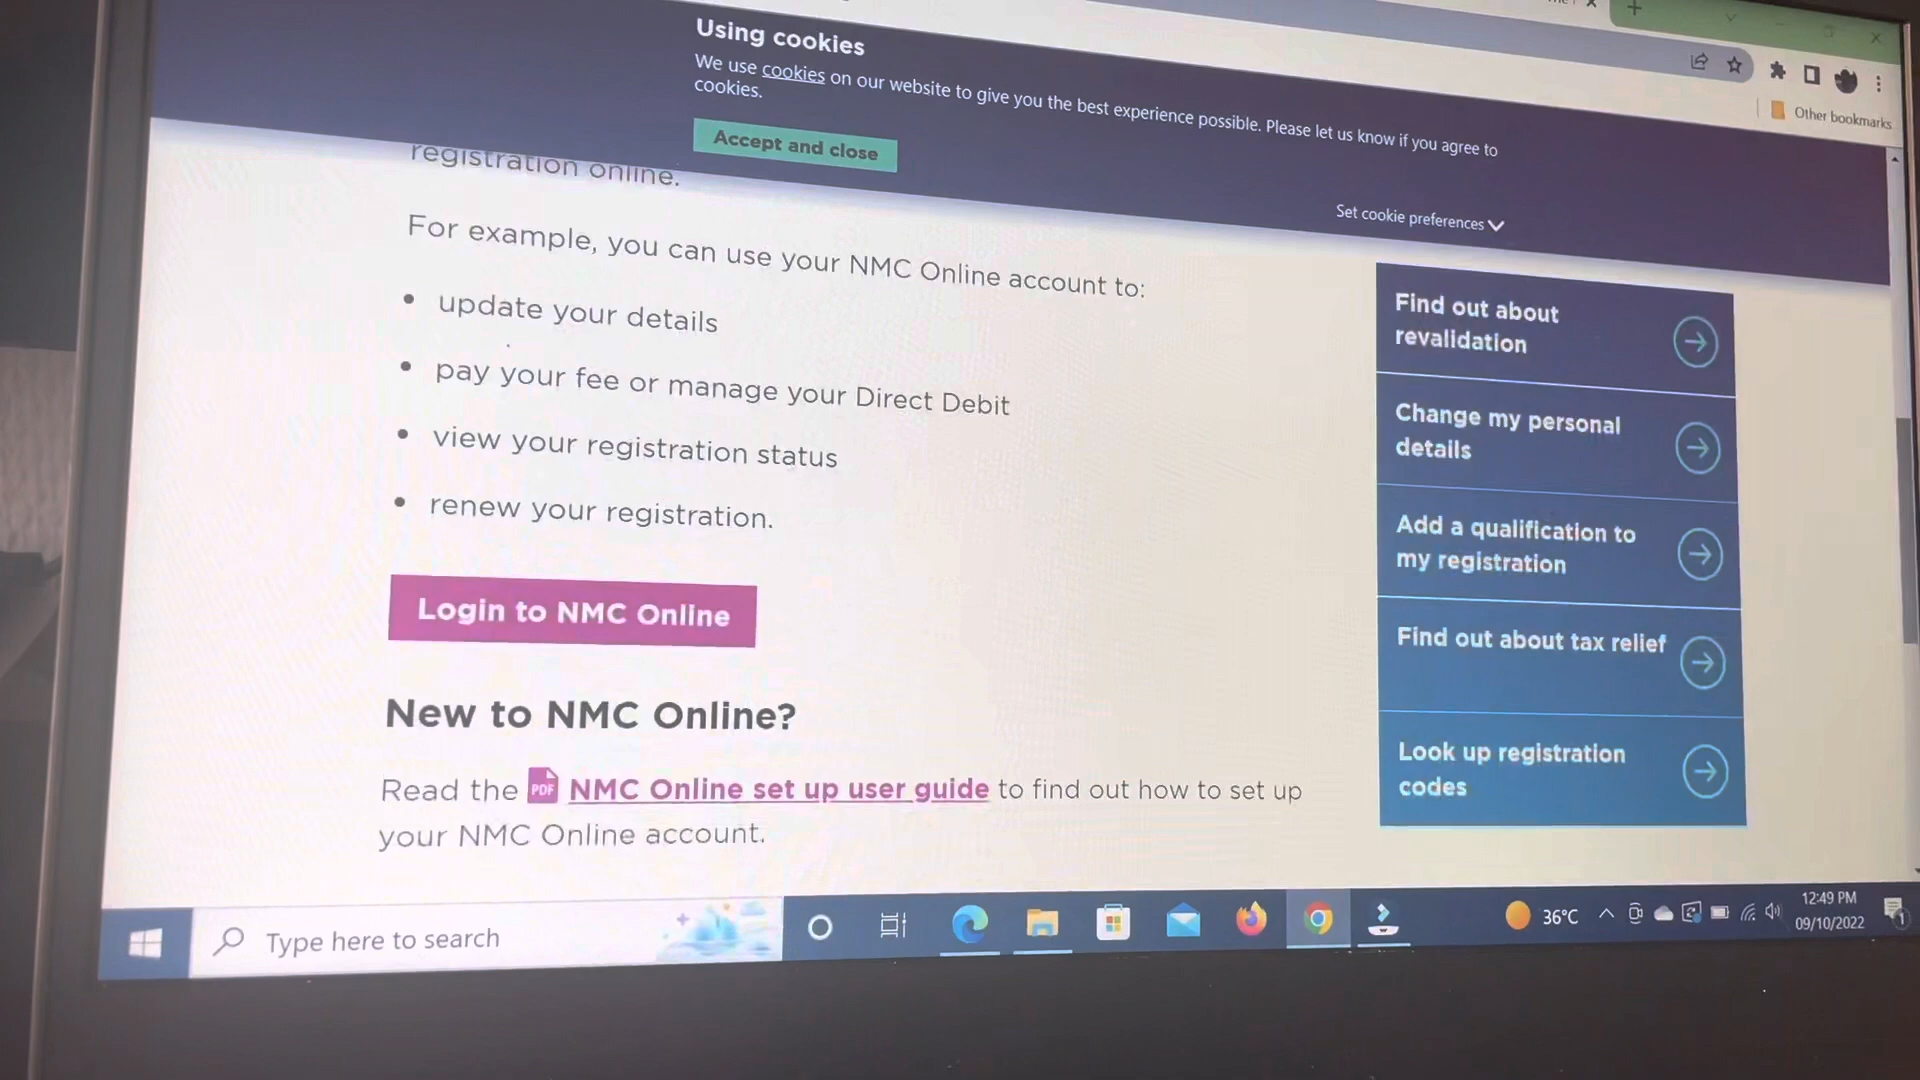 Using cookies
We use cookies on our website to give you the best experience possible. Please let us know if you agree to
cookies.
Accept and close
Set cookie preferences
Other bookmarks
registration online.
For example, you can use your NMC Online account to:
• update your details
• pay your fee or manage your Direct Debit
• view your registration status
• renew your registration.
Login to NMC Online
New to NMC Online?
Read the PDF NMC Online set up user guide to find out how to set up
your NMC Online account.
Find out about
revalidation
Change my personal
details
Add a qualification to
my registration
Find out about tax relief
Look up registration
codes
Type here to search
36°C
12:49 PM
09/10/2022
1